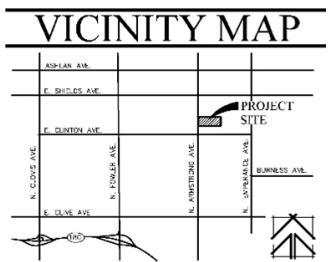 VICINITY MAP
ASHLAN AVE.
E. SHIELDS AVE.
PROJECT
SITE
E. CLINTON AVE.
N. CLOVIS AVE.
N. FOWLER AVE.
N. ARMSTRONG AVE.
N. TEMPERANCE AVE.
BURNESS AVE.
E. OLIVE AVE
180